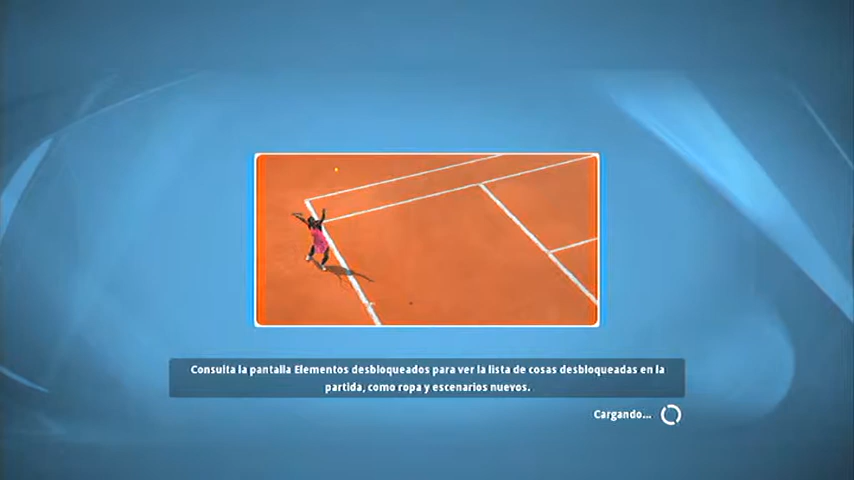 Consulta la pantalla Elementos desbloqueados para ver la lista de cosas desbloqueadas en la
partida, como ropa y escenarios nuevos.
Cargando...